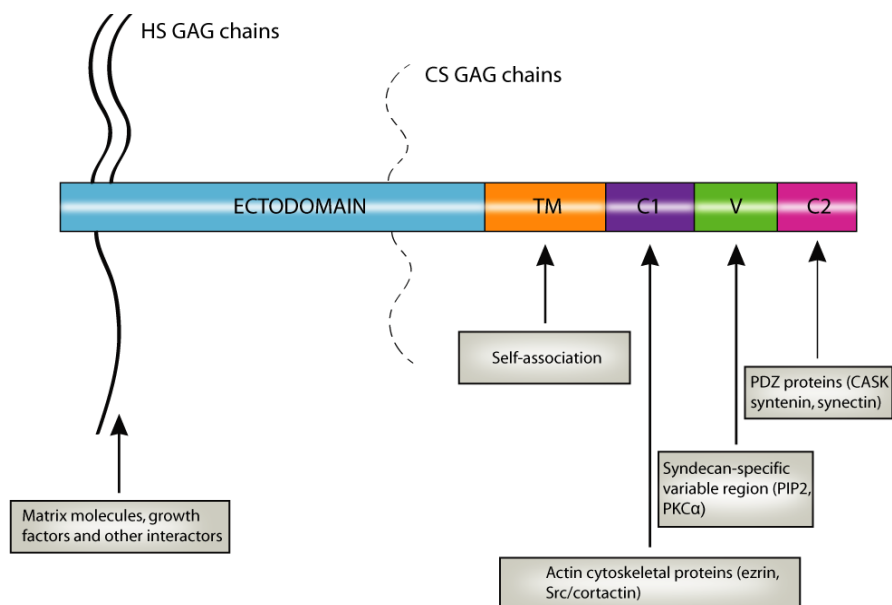 HS GAG chains
CS GAG chains
ECTODOMAIN
TM
C1
V
C2
Self-association
PDZ proteins (CASK
syntenin, synectin)
Syndecan-specific
variable region (PIP2,
PKCα)
Matrix molecules, growth
factors and other interactors
Actin cytoskeletal proteins (ezrin,
Src/cortactin)